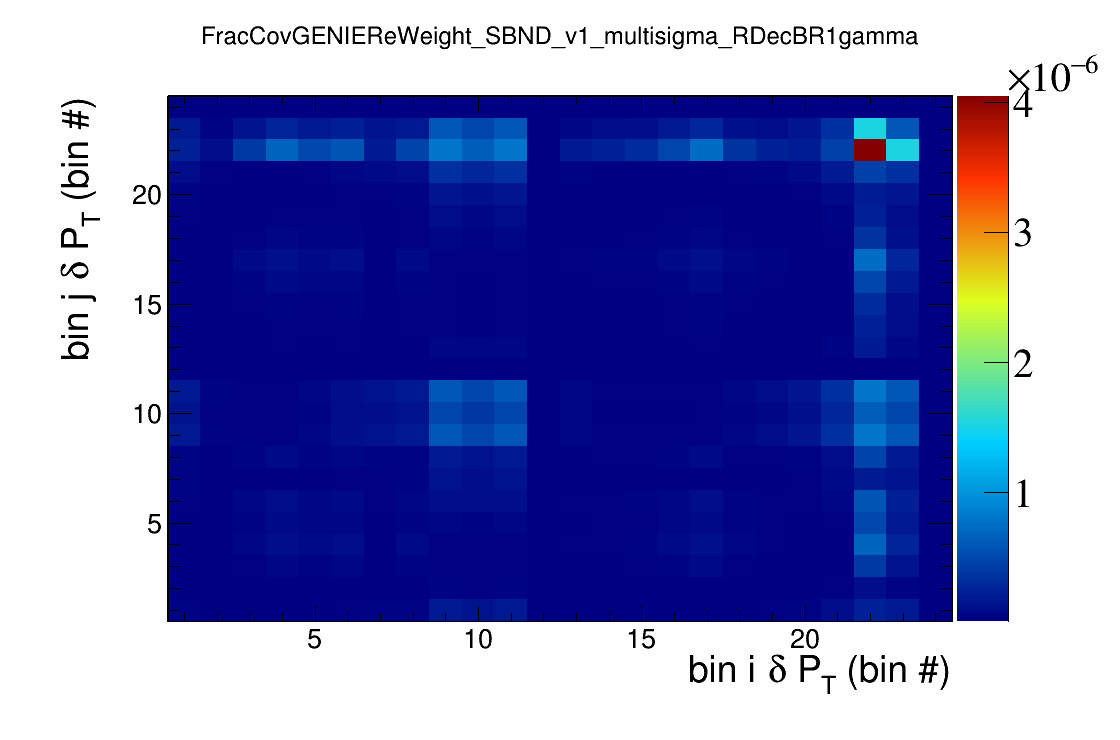 FracCovGENIEReWeight_SBND_v1_multisigma_RDecBR1gamma
×10⁻⁶
bin j δ P_T (bin #)
20
15
10
5
5 10 15 20
bin i δ P_T (bin #)
4
3
2
1